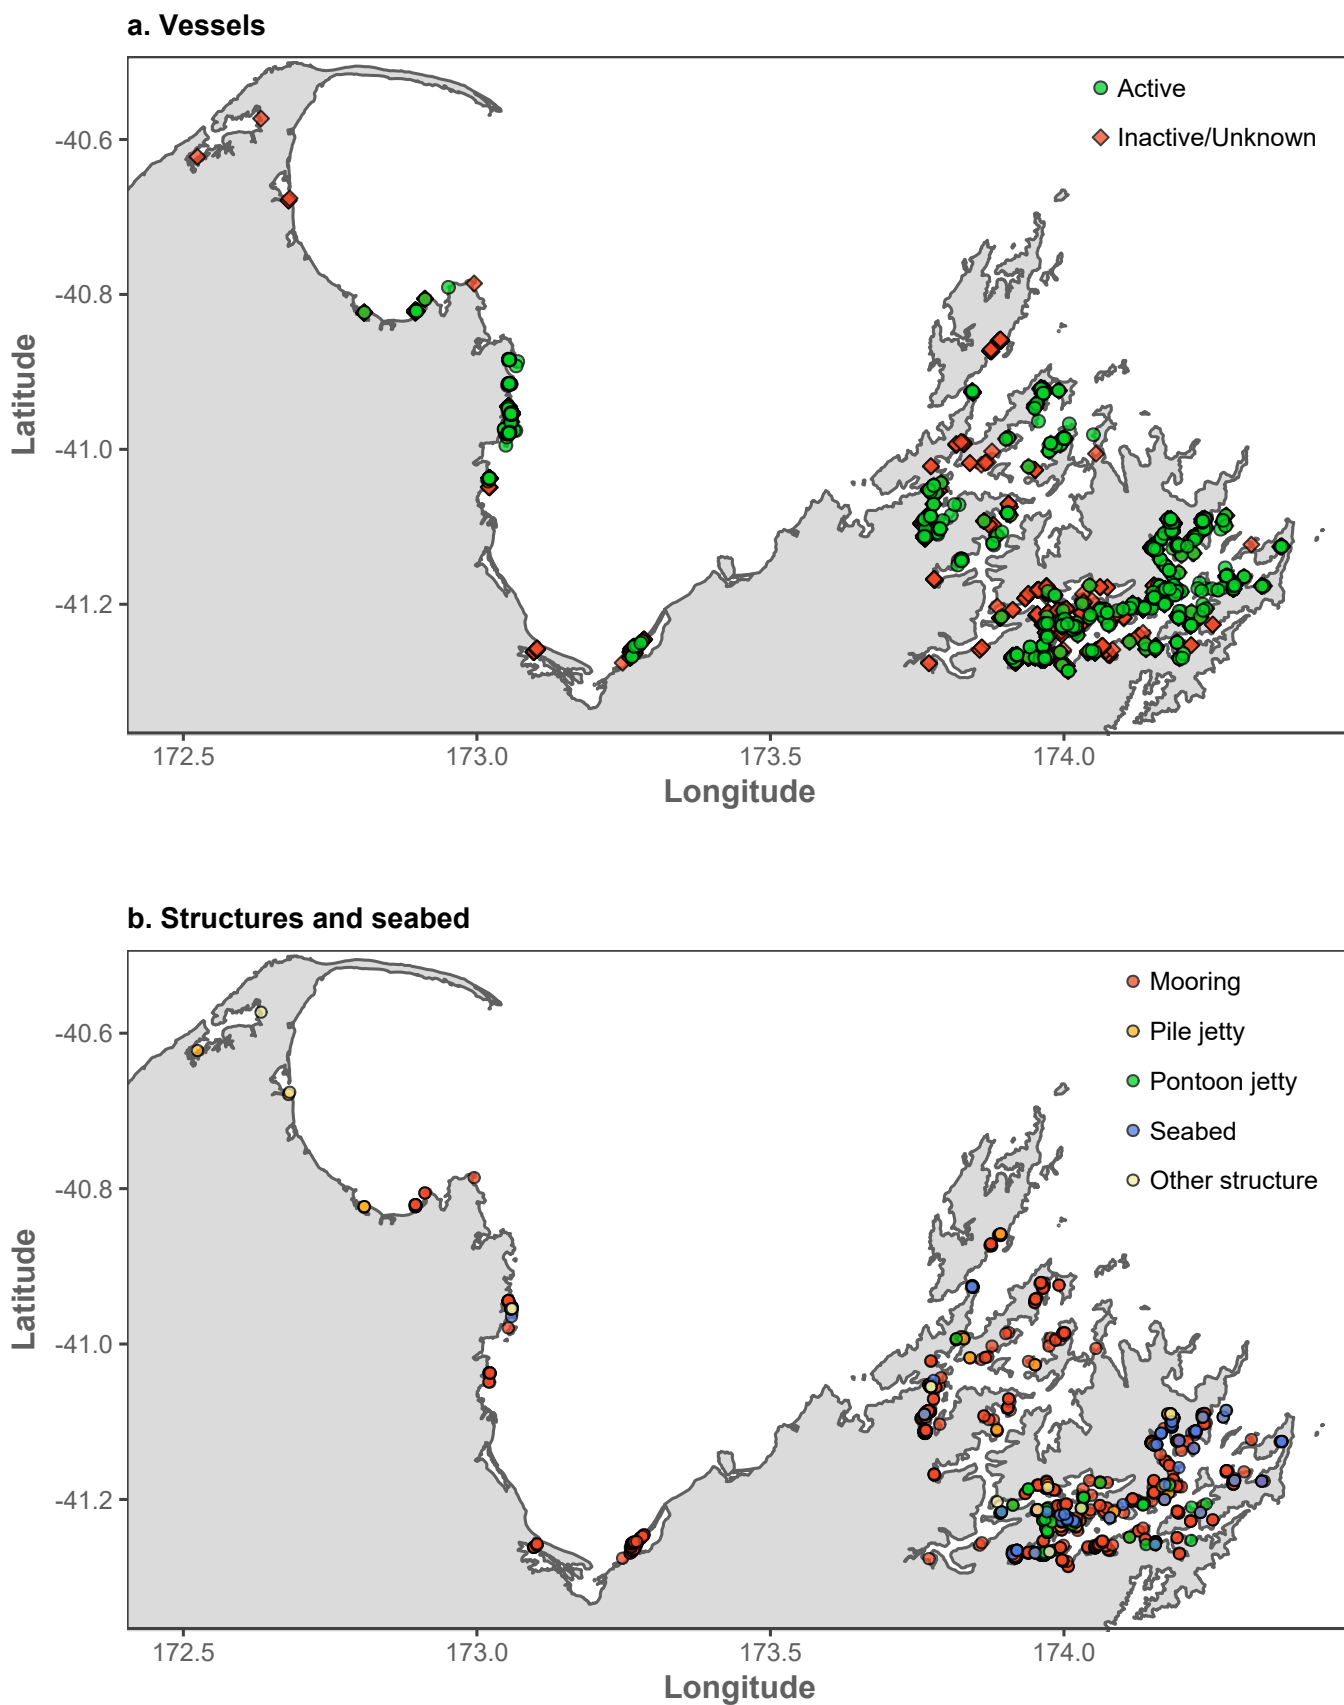 a. Vessels
Active
Inactive/Unknown
-40.6
-40.8
-41.0
-41.2
Latitude
172.5 173.0 173.5 174.0
Longitude
b. Structures and seabed
Mooring
Pile jetty
Pontoon jetty
Seabed
Other structure
-40.6
-40.8
-41.0
-41.2
Latitude
172.5 173.0 173.5 174.0
Longitude